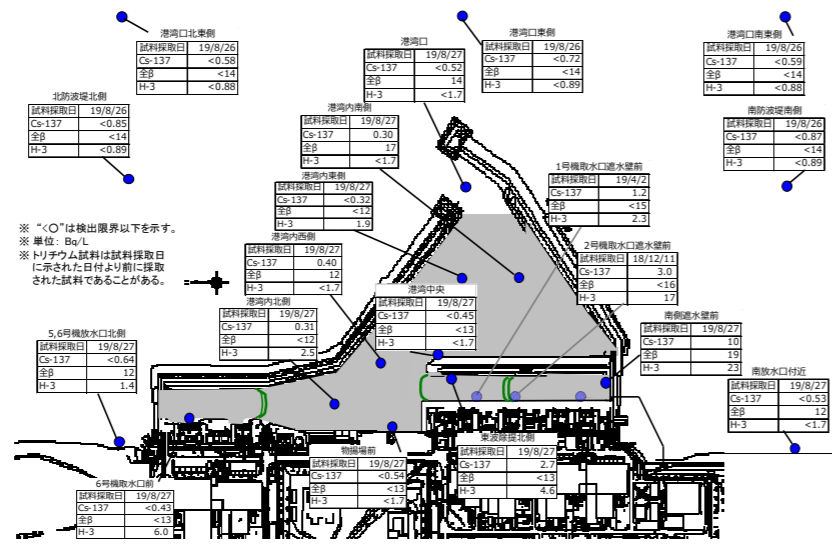 港湾口北東側
試料採取日 19/8/26
Cs-137 <0.58
全β <14
H-3 <0.88
港湾口
試料採取日 19/8/27
Cs-137 <0.52
全β 14
H-3 <1.7
港湾口東側
試料採取日 19/8/26
Cs-137 <0.72
全β <14
H-3 <0.89
港湾口南東側
試料採取日 19/8/26
Cs-137 <0.59
全β <14
H-3 <0.88
北防波堤北側
試料採取日 19/8/26
Cs-137 <0.85
全β <14
H-3 <0.89
港湾内南側
試料採取日 19/8/27
Cs-137 0.30
全β 17
H-3 <1.7
南防波堤南側
試料採取日 19/8/26
Cs-137 <0.87
全β <14
H-3 <0.89
港湾内東側
試料採取日 19/8/27
Cs-137 <0.32
全β <12
H-3 1.9
1号機取水口遮水壁前
試料採取日 19/4/2
Cs-137 1.2
全β <15
H-3 2.3
※ “<○”は検出限界以下を示す。
※ 単位: Bq/L
※ トリチウム試料は試料採取日
に示された日付より前に採取
された試料であることがある。
港湾内西側
試料採取日 19/8/27
Cs-137 0.40
全β 12
H-3 <1.7
2号機取水口遮水壁前
試料採取日 18/12/11
Cs-137 3.0
全β <16
H-3 17
港湾中央
試料採取日 19/8/27
Cs-137 <0.45
全β <13
H-3 <1.7
港湾内北側
試料採取日 19/8/27
Cs-137 0.31
全β <12
H-3 2.5
南側遮水壁前
試料採取日 19/8/27
Cs-137 10
全β 19
H-3 23
5,6号機放水口北側
試料採取日 19/8/27
Cs-137 <0.64
全β 12
H-3 1.4
南放水口付近
試料採取日 19/8/27
Cs-137 <0.53
全β 12
H-3 <1.7
物揚場前
試料採取日 19/8/27
Cs-137 <0.54
全β <13
H-3 <1.7
東波除堤北側
試料採取日 19/8/27
Cs-137 2.7
全β <13
H-3 4.6
6号機取水口前
試料採取日 19/8/27
Cs-137 <0.43
全β <13
H-3 6.0